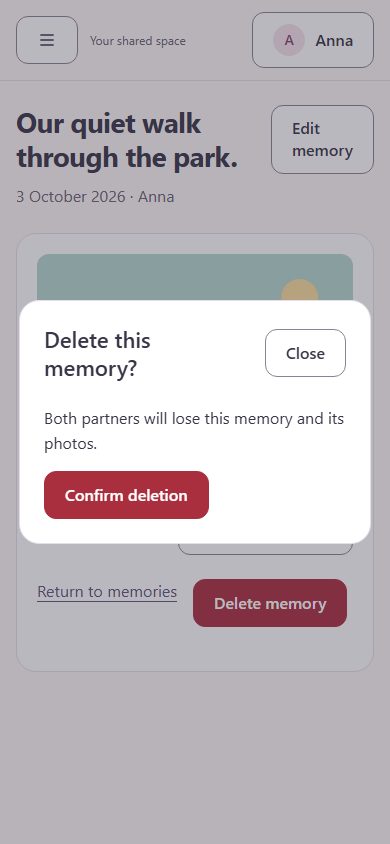 Your shared space
A
Anna
Our quiet walk
through the park.
Edit
memory
3 October 2026 · Anna
Delete this
memory?
Close
Both partners will lose this memory and its
photos.
Confirm deletion
Return to memories
Delete memory